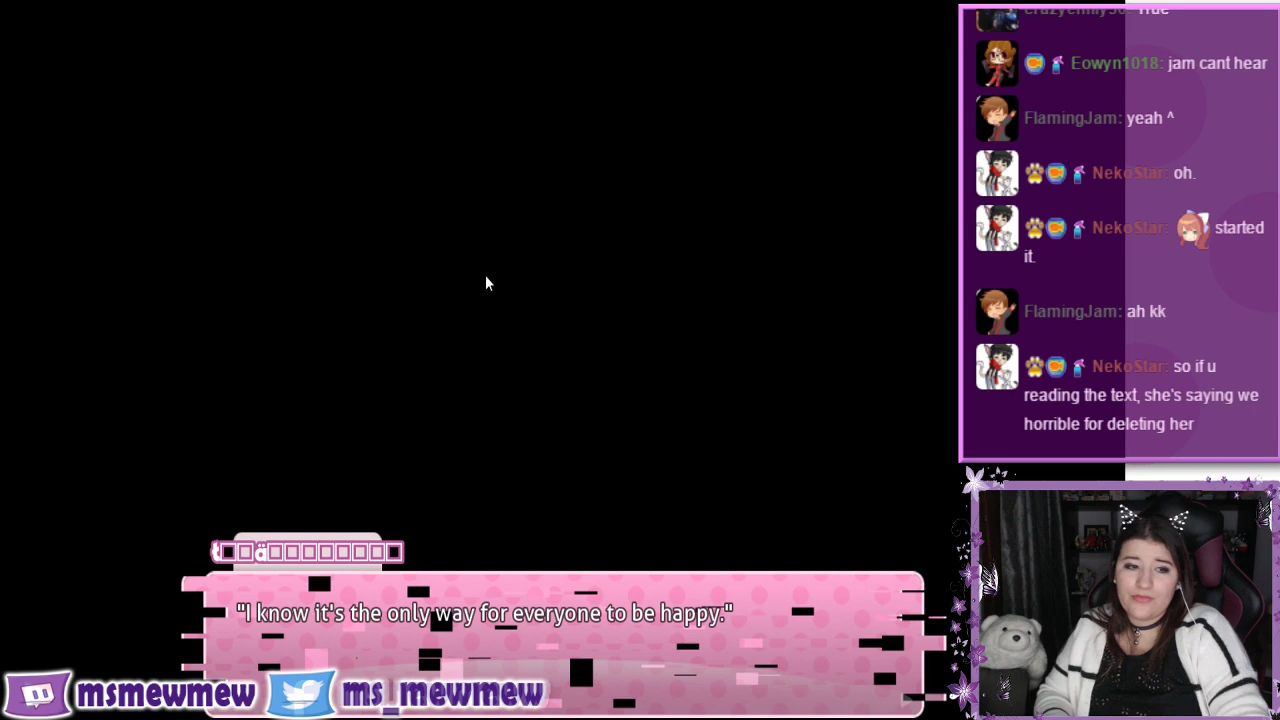 Eowyn1018: jam cant hear
FlamingJam: yeah ^
NekoStar: oh.
NekoStar: started
it.
FlamingJam: ah kk
NekoStar: so if u
reading the text, she's saying we
horrible for deleting her
"I know it's the only way for everyone to be happy."
msmewmew
ms_mewmew